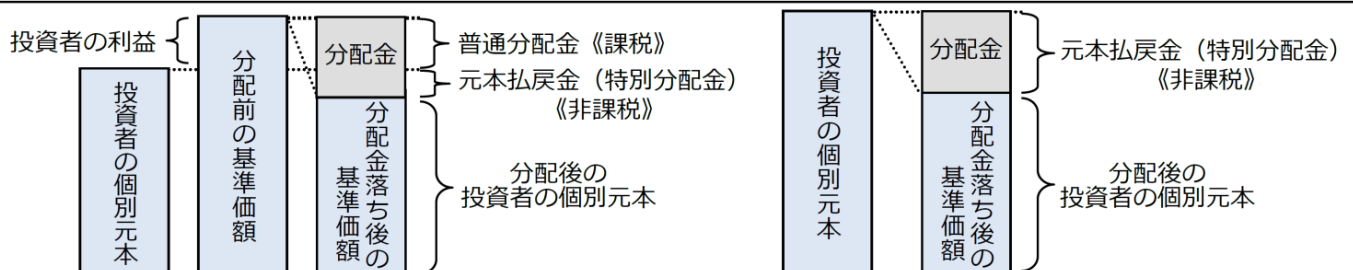 投資者の利益
投資者の個別元本
分配前の基準価額
分配金
分配金落ち後の
基準価額
普通分配金《課税》
元本払戻金（特別分配金）
《非課税》
分配後の
投資者の個別元本
投資者の個別元本
分配金
分配金落ち後の
基準価額
元本払戻金（特別分配金）
《非課税》
分配後の
投資者の個別元本